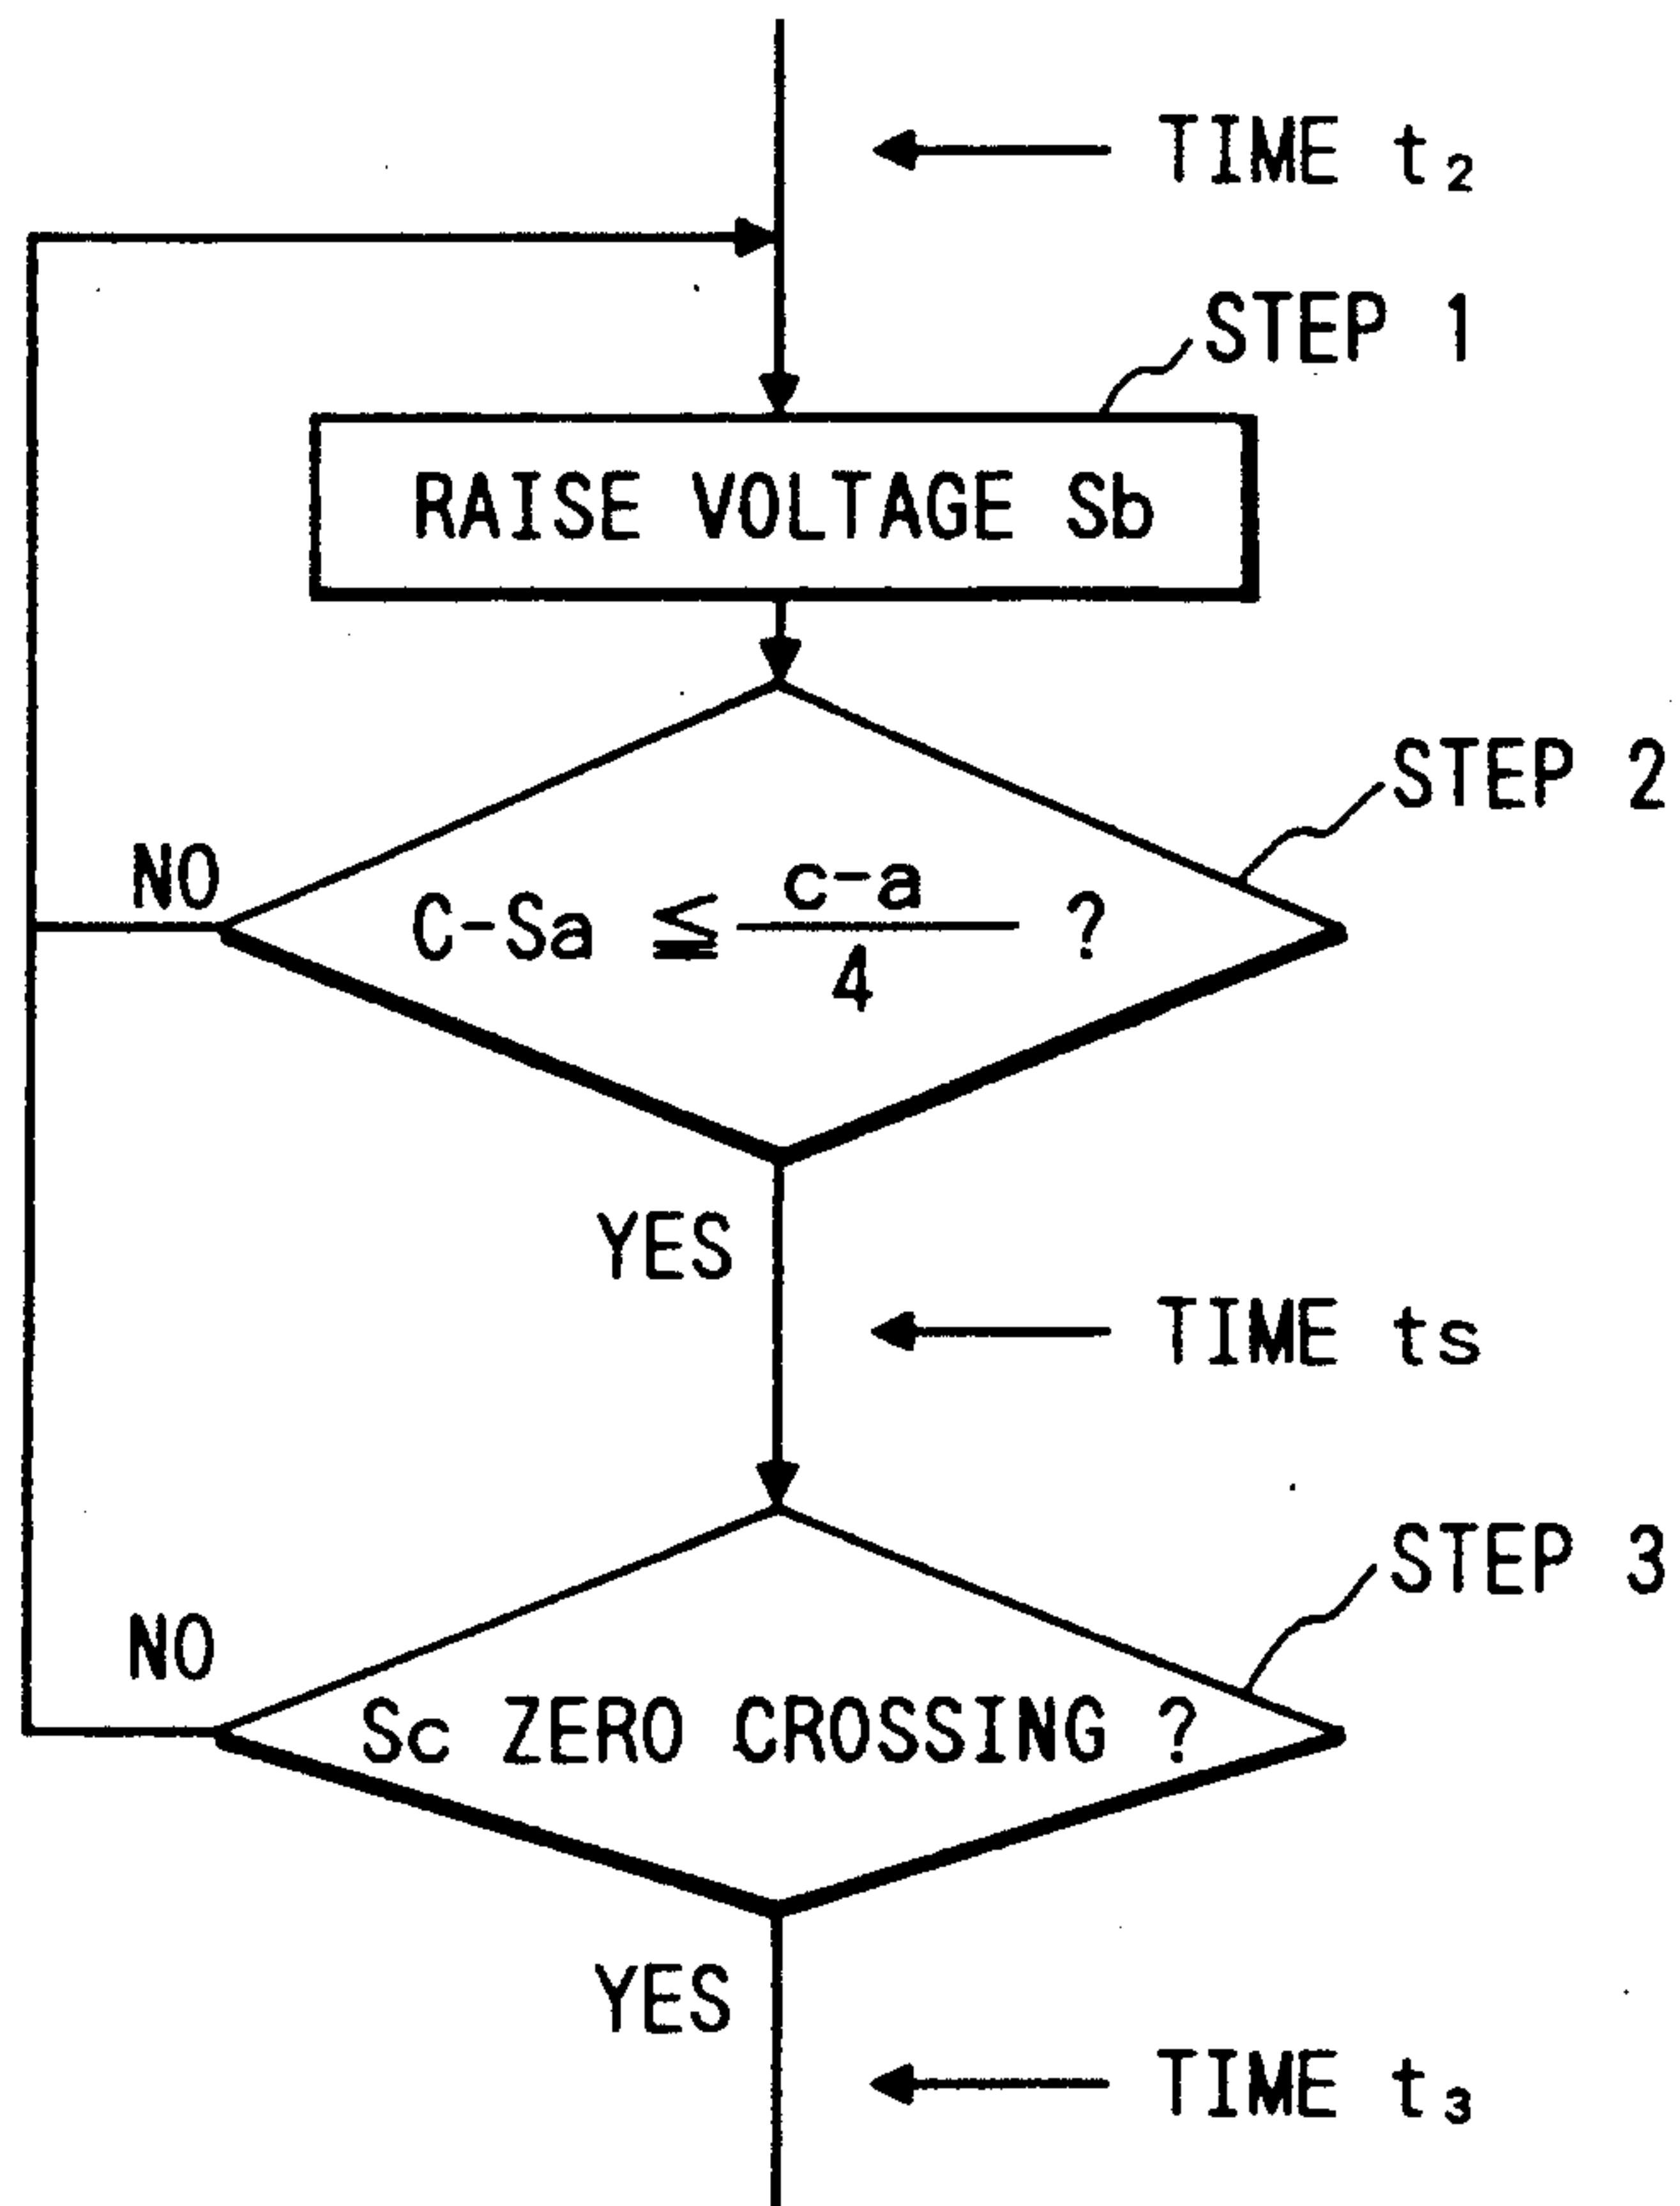 TIME t₂
STEP 1
RAISE VOLTAGE Sb
STEP 2
NO
C-Sa ≦ c-a / 4 ?
YES
TIME ts
STEP 3
NO
Sc ZERO CROSSING ?
YES
TIME t₃